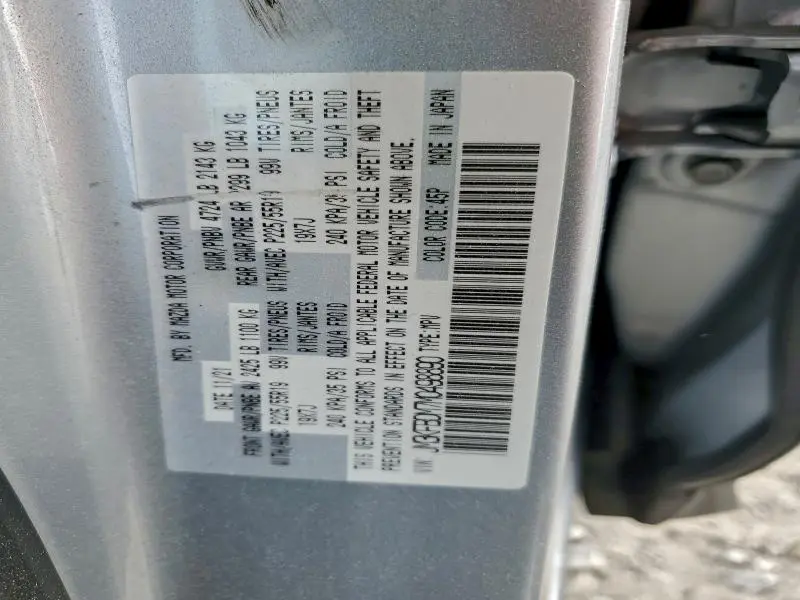 MFD. BY MAZDA MOTOR CORPORATION
DATE 11/21 GVWR/PNBV 4724 LB 2143 KG
FRONT GAWR/PNBE AV 2425 LB 1100 KG REAR GAWR/PNBE AR 2299 LB 1043 KG
WITH/AVEC P225/55R19 99V TIRES/PNEUS WITH/AVEC P225/55R19 99V TIRES/PNEUS
19X7J RIMS/JANTES 19X7J RIMS/JANTES
240 KPA/35 PSI COLD/A FROID 240 KPA/35 PSI COLD/A FROID
THIS VEHICLE CONFORMS TO ALL APPLICABLE FEDERAL MOTOR VEHICLE SAFETY AND THEFT
PREVENTION STANDARDS IN EFFECT ON THE DATE OF MANUFACTURE SHOWN ABOVE.
VIN TYPE:MPV COLOR CODE:45P MADE IN JAPAN